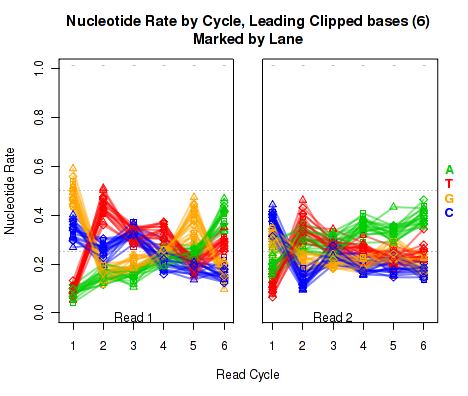 Nucleotide Rate by Cycle, Leading Clipped bases (6)
Marked by Lane
Nucleotide Rate
0.0 0.2 0.4 0.6 0.8 1.0
A
T
G
C
Read 1 Read 2
1 2 3 4 5 6 1 2 3 4 5 6
Read Cycle